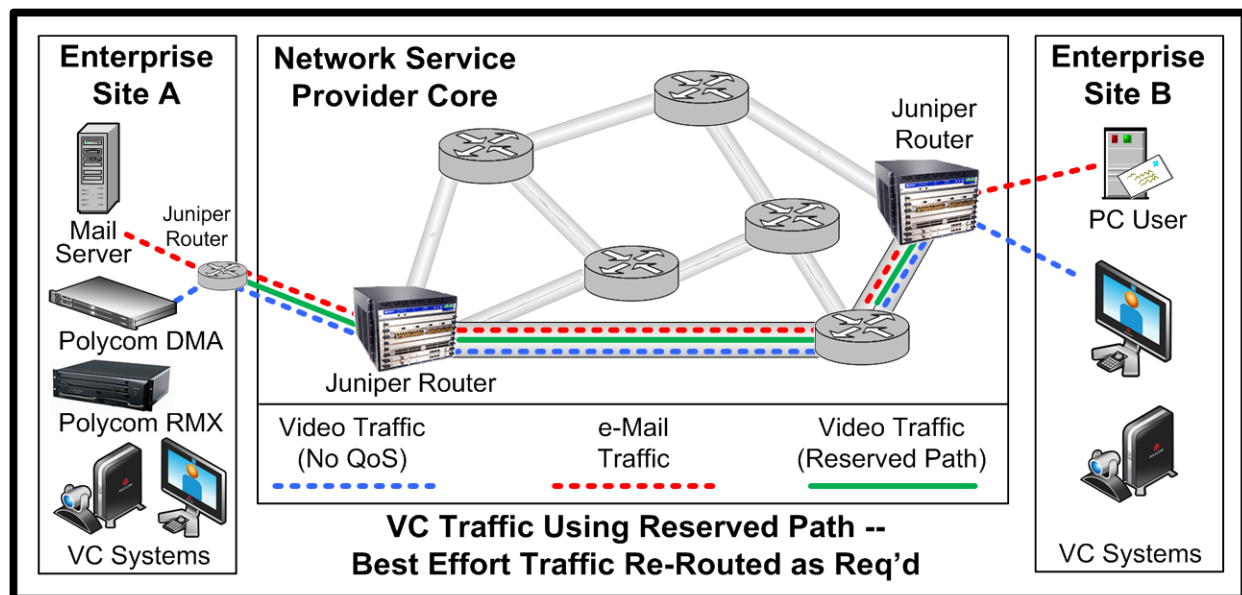 Enterprise
Site A
Mail
Server
Juniper
Router
Polycom DMA
Polycom RMX
VC Systems
Network Service
Provider Core
Juniper
Router
Juniper Router
Enterprise
Site B
PC User
VC Systems
Video Traffic
(No QoS)
e-Mail
Traffic
Video Traffic
(Reserved Path)
VC Traffic Using Reserved Path --
Best Effort Traffic Re-Routed as Req'd